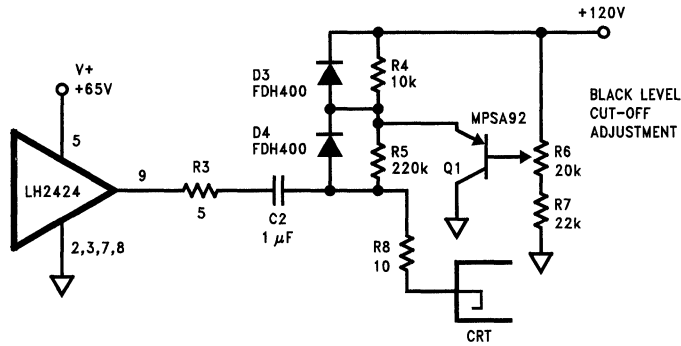 +120V
V+
+65V
5
LH2424
9
2,3,7,8
R3
5
C2
1 μF
D3
FDH400
D4
FDH400
R4
10k
R5
220k
MPSA92
Q1
BLACK LEVEL
CUT-OFF
ADJUSTMENT
R6
20k
R7
22k
R8
10
CRT